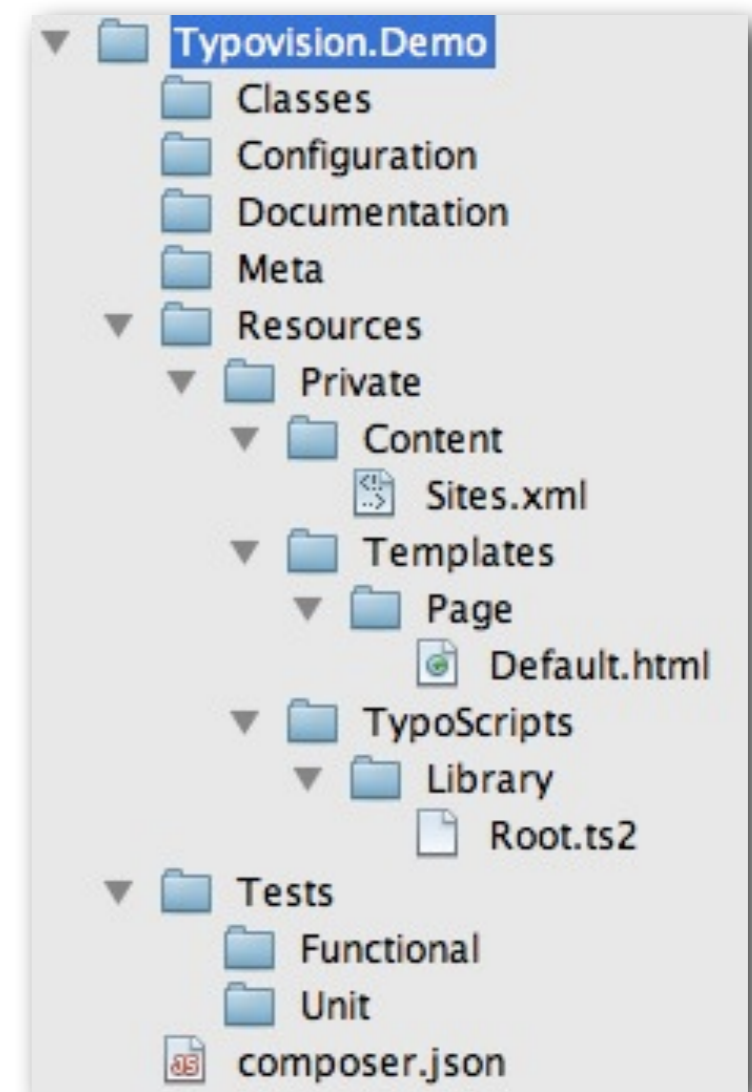 Typovision.Demo
Classes
Configuration
Documentation
Meta
Resources
Private
Content
Sites.xml
Templates
Page
Default.html
TypoScripts
Library
Root.ts2
Tests
Functional
Unit
composer.json